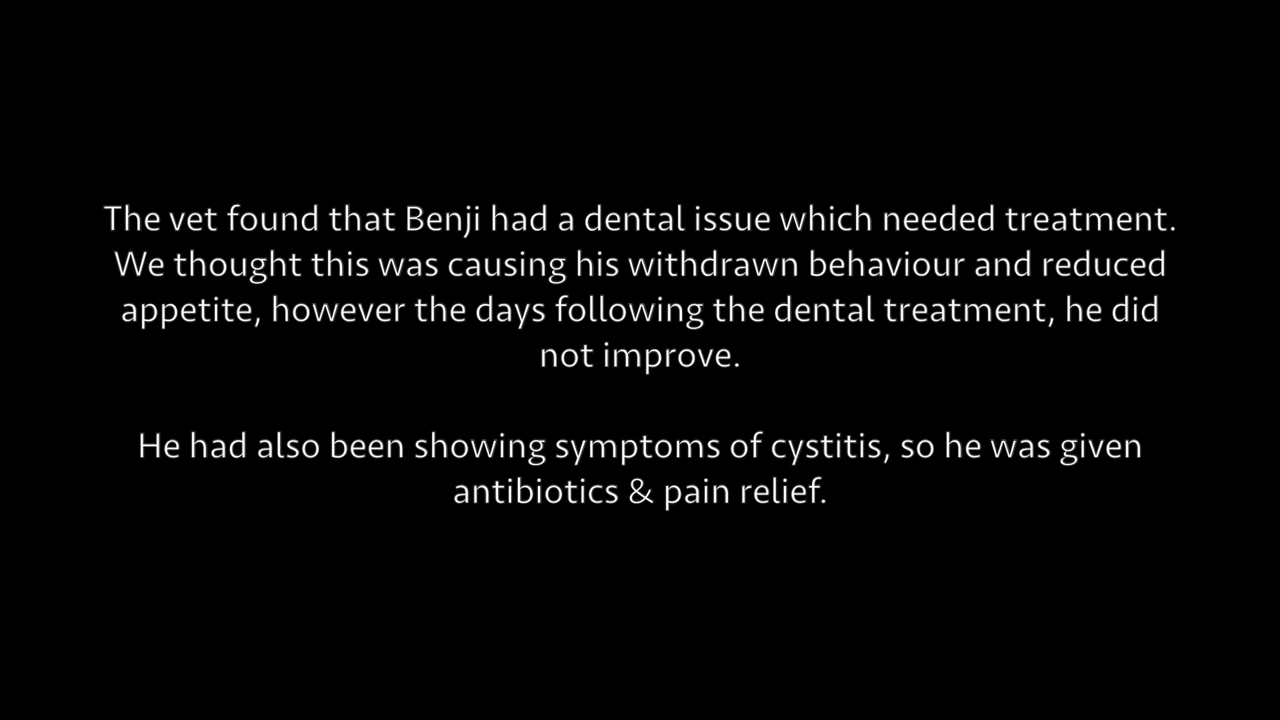 The vet found that Benji had a dental issue which needed treatment.
We thought this was causing his withdrawn behaviour and reduced
appetite, however the days following the dental treatment, he did
not improve.
He had also been showing symptoms of cystitis, so he was given
antibiotics & pain relief.